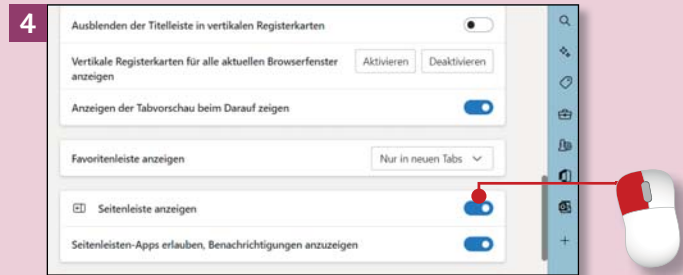 4
Ausblenden der Titelleiste in vertikalen Registerkarten
Vertikale Registerkarten für alle aktuellen Browserfenster
anzeigen
Aktivieren
Deaktivieren
Anzeigen der Tabvorschau beim Darauf zeigen
Favoritenleiste anzeigen
Nur in neuen Tabs
Seitenleiste anzeigen
Seitenleisten-Apps erlauben, Benachrichtigungen anzuzeigen